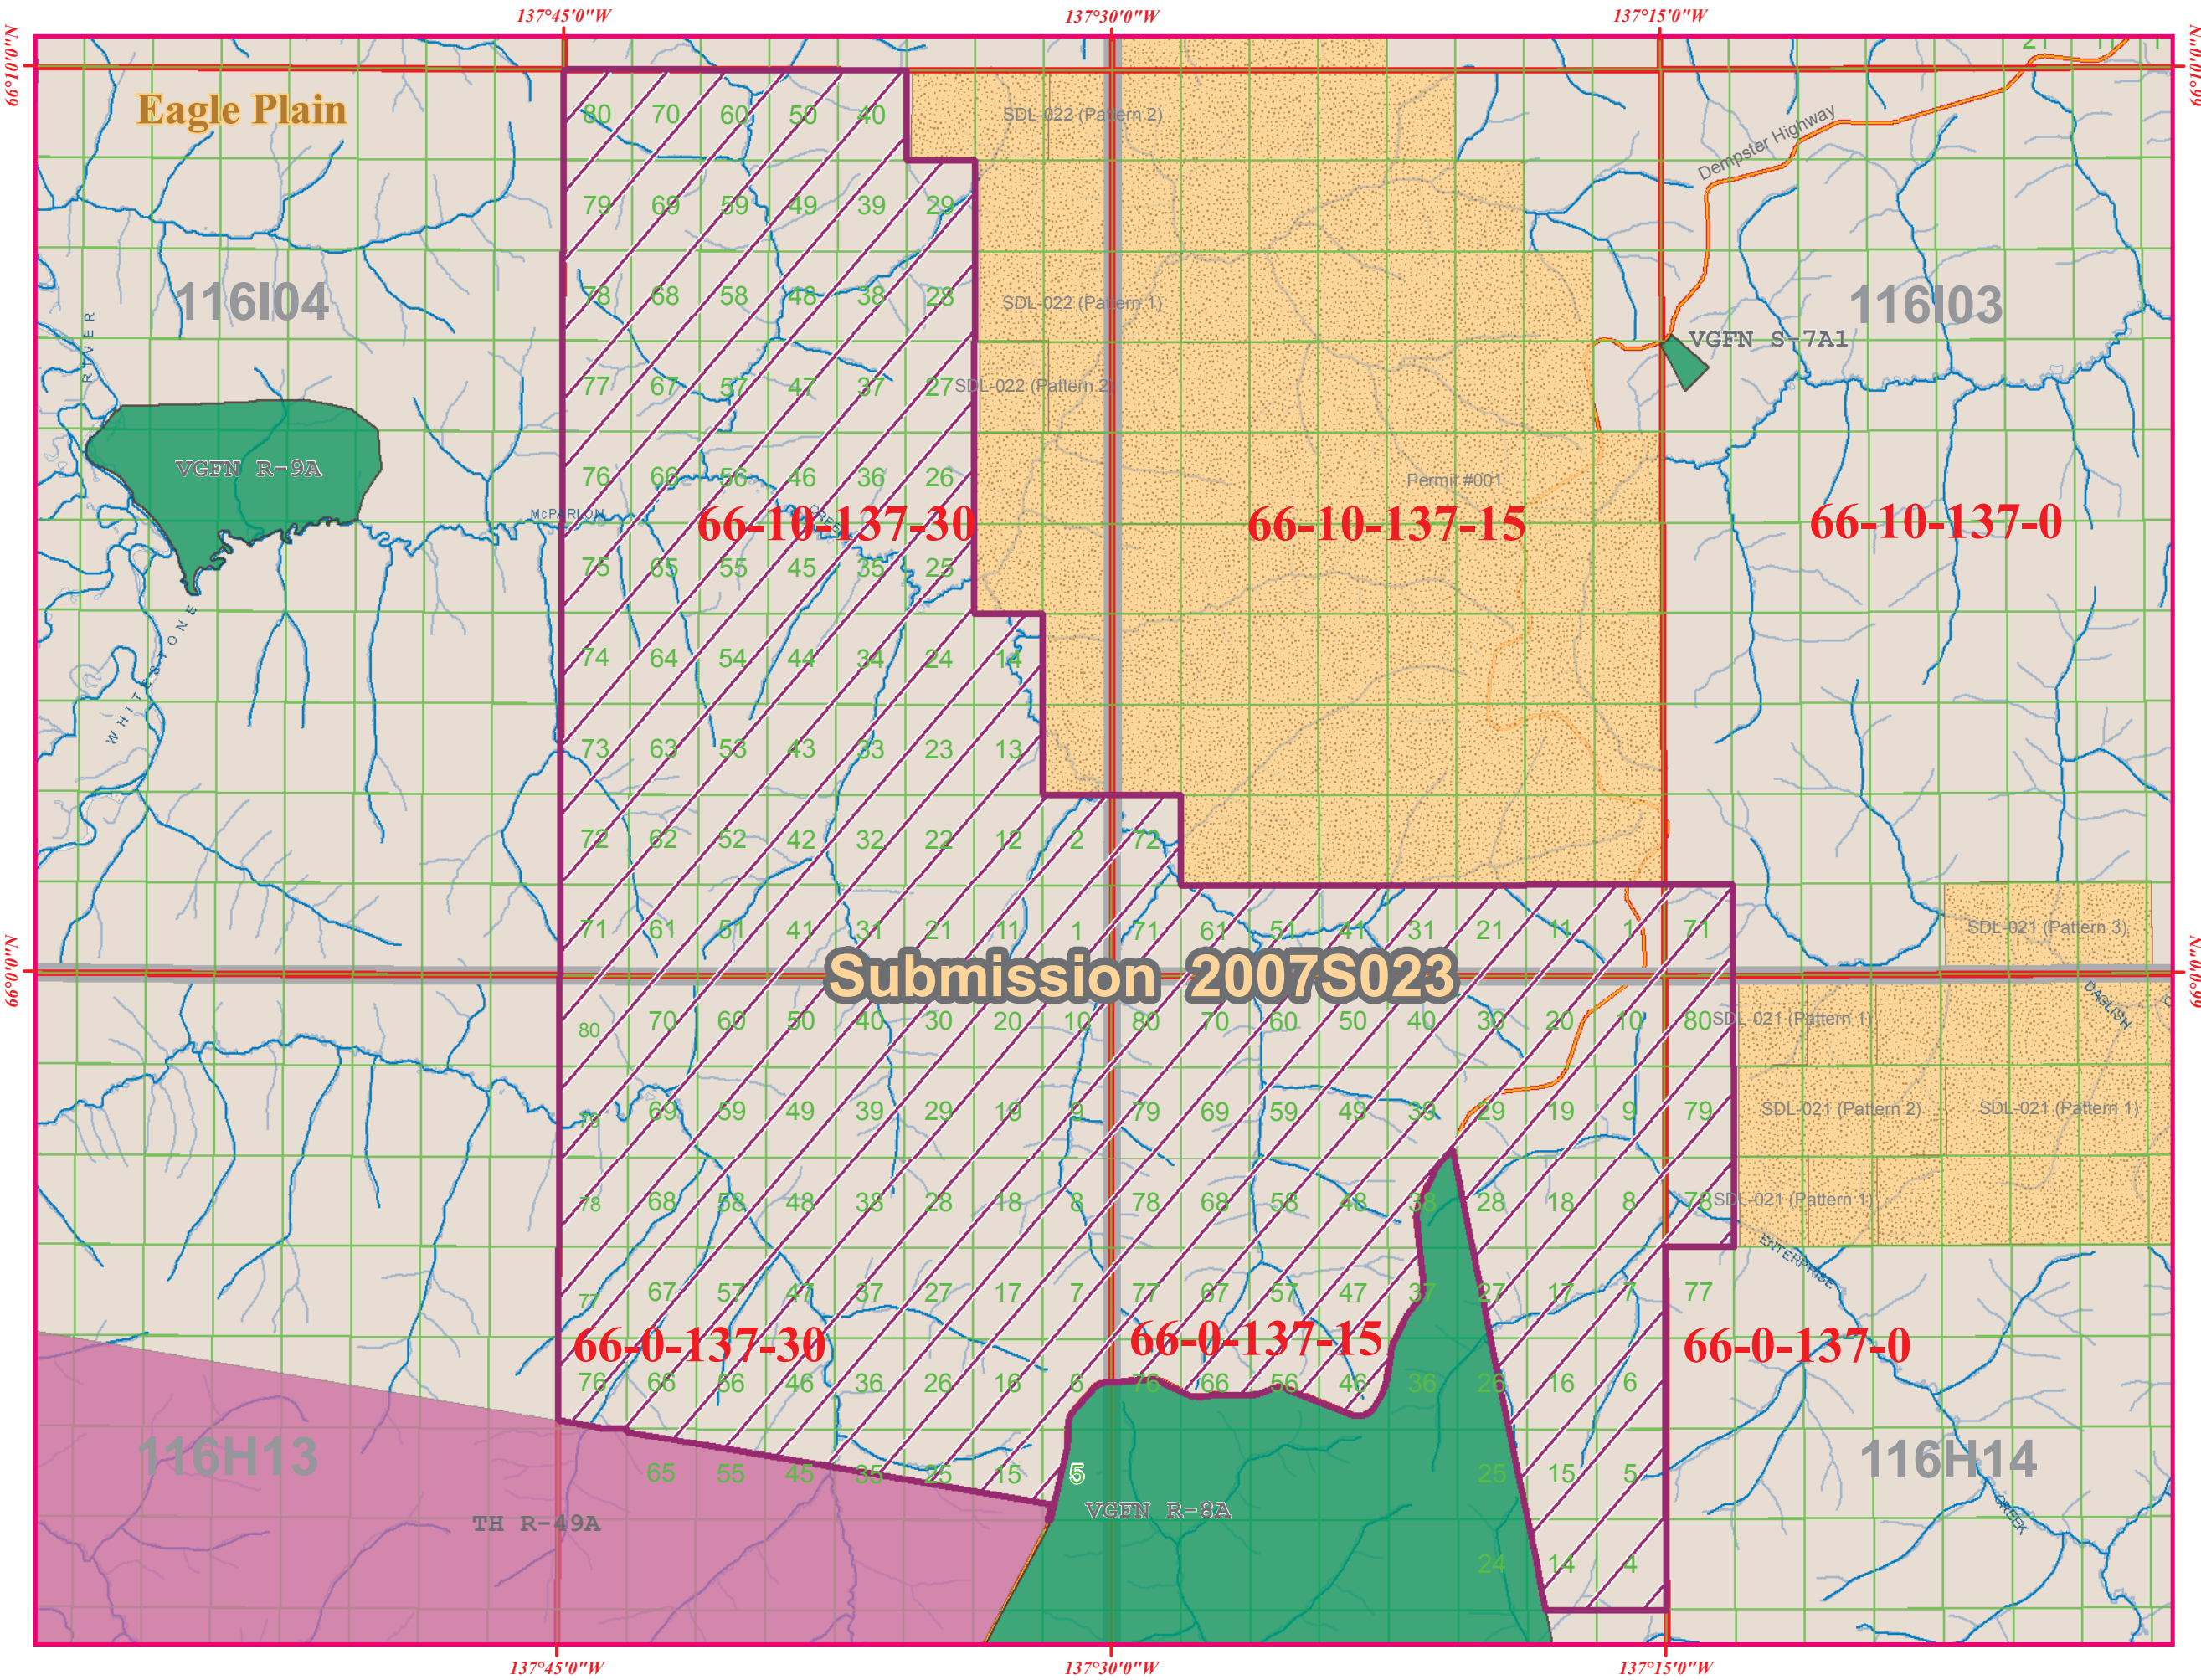 137°45'0"W 137°30'0"W 137°15'0"W
66°10'0"N 66°10'0"N
2 1 1
Eagle Plain
80 70 60 50 40 SDL-022 (Pattern 2)
Dempster Highway
79 69 59 49 39 29
116I04 116I03
78 68 58 48 38 28 SDL-022 (Pattern 1)
RIVER
VGFN S-7A1
77 67 57 47 37 27 SDL-022 (Pattern 2
VGFN R-9A
76 66 56 46 36 26 Permit #001
McPARLON CREEK
66-10-137-30 66-10-137-15 66-10-137-0
75 65 55 45 35 25
WHITESTONE
74 64 54 44 34 24 14
73 63 53 43 33 23 13
72 62 52 42 32 22 12 2 72
71 61 51 41 31 21 11 1 71 61 51 41 31 21 11 1 71 SDL-021 (Pattern 3)
66°0'0"N 66°0'0"N
Submission 2007S023
80 70 60 50 40 30 20 10 80 70 60 50 40 30 20 10 80 SDL-021 (Pattern 1)
DAGLISH
79 69 59 49 39 29 19 9 79 69 59 49 39 29 19 9 79 SDL-021 (Pattern 2) SDL-021 (Pattern 1)
78 68 58 48 38 28 18 8 78 68 58 48 38 28 18 8 78 SDL-021 (Pattern 1)
ENTERPRISE
77 67 57 47 37 27 17 7 77 67 57 47 37 27 17 7 77
66-0-137-30 66-0-137-15 66-0-137-0
76 66 56 46 36 26 16 6 76 66 56 46 36 26 16 6
116H13 116H14
65 55 45 35 25 15 5 25 15 5
VGFN R-8A
CREEK
TH R-49A
24 14 4
137°45'0"W 137°30'0"W 137°15'0"W